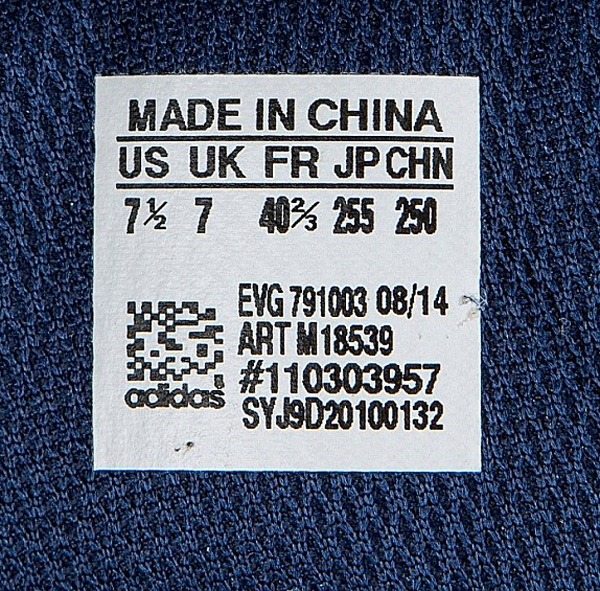 MADE IN CHINA
US UK FR JP CHN
7½ 7 40⅔ 255 250
EVG 791003 08/14
ART M18539
#110303957
SYJ9D20100132
adidas